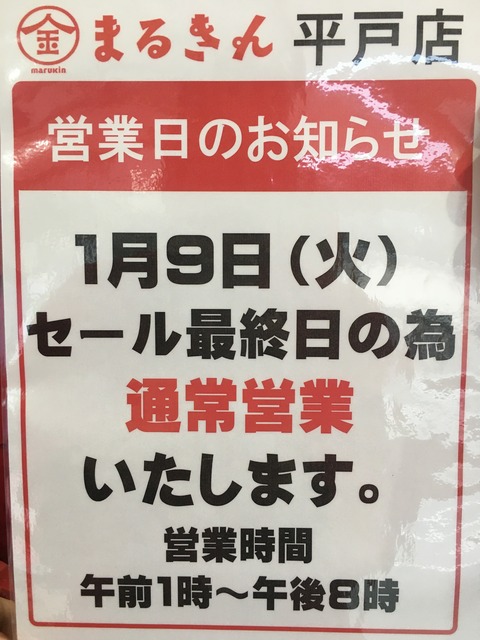 金 まるきん 平戸店
marukin
営業日のお知らせ
1月9日(火)
セール最終日の為
通常営業
いたします。
営業時間
午前1時～午後8時